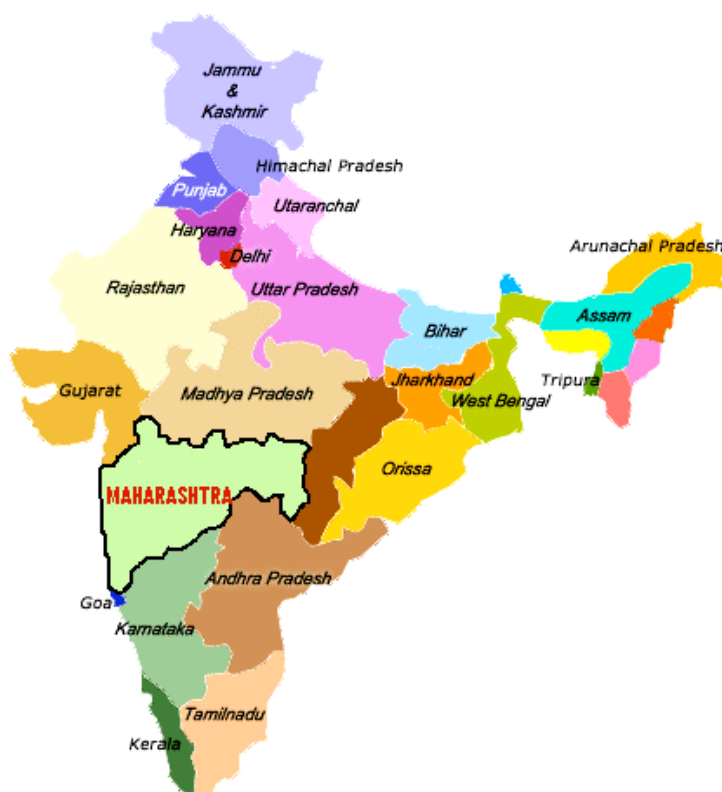 Jammu
&
Kashmir
Himachal Pradesh
Punjab
Utaranchal
Haryana
Delhi
Arunachal Pradesh
Rajasthan
Uttar Pradesh
Assam
Bihar
Gujarat
Madhya Pradesh
Jharkhand
Tripura
West Bengal
Orissa
MAHARASHTRA
Andhra Pradesh
Goa
Karnataka
Tamilnadu
Kerala